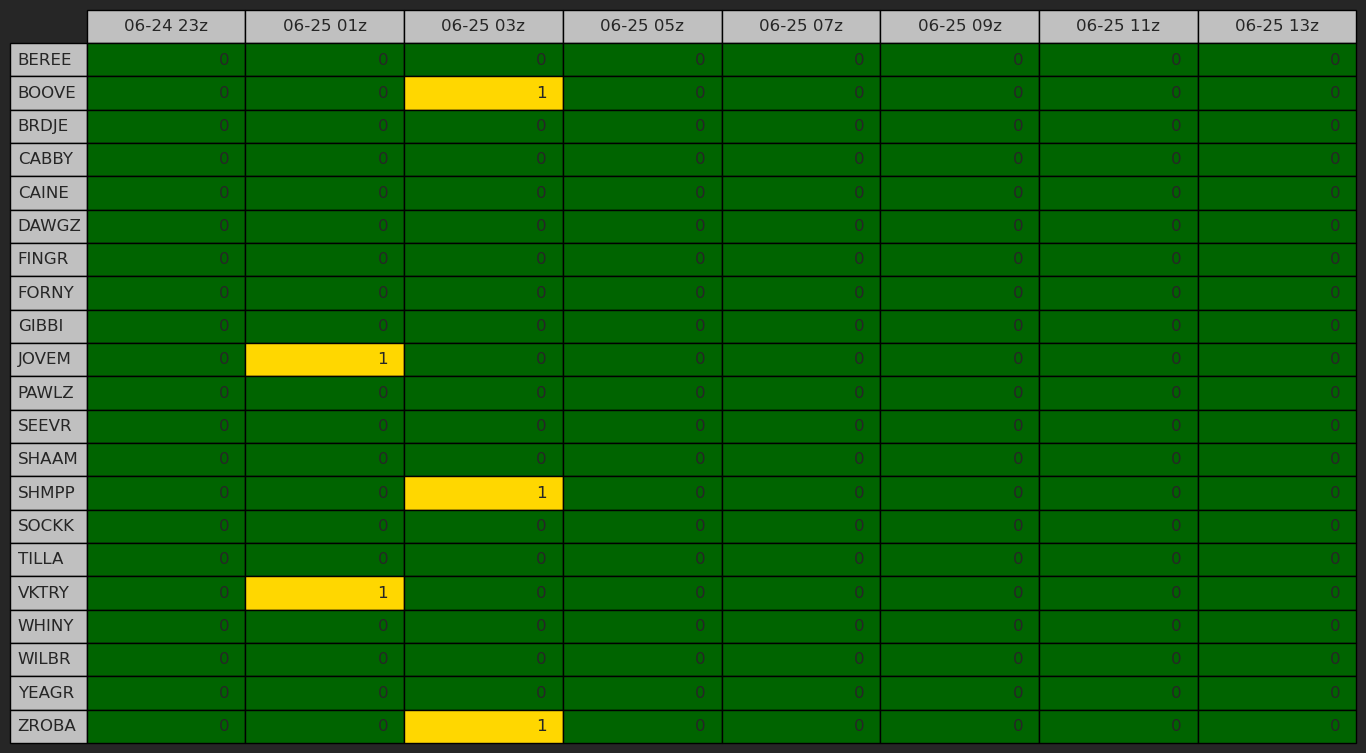 06-24 23z 06-25 01z 06-25 03z 06-25 05z 06-25 07z 06-25 09z 06-25 11z 06-25 13z
BEREE 0 0 0 0 0 0 0 0
BOOVE 0 0 1 0 0 0 0 0
BRDJE 0 0 0 0 0 0 0 0
CABBY 0 0 0 0 0 0 0 0
CAINE 0 0 0 0 0 0 0 0
DAWGZ 0 0 0 0 0 0 0 0
FINGR 0 0 0 0 0 0 0 0
FORNY 0 0 0 0 0 0 0 0
GIBBI 0 0 0 0 0 0 0 0
JOVEM 0 1 0 0 0 0 0 0
PAWLZ 0 0 0 0 0 0 0 0
SEEVR 0 0 0 0 0 0 0 0
SHAAM 0 0 0 0 0 0 0 0
SHMPP 0 0 1 0 0 0 0 0
SOCKK 0 0 0 0 0 0 0 0
TILLA 0 0 0 0 0 0 0 0
VKTRY 0 1 0 0 0 0 0 0
WHINY 0 0 0 0 0 0 0 0
WILBR 0 0 0 0 0 0 0 0
YEAGR 0 0 0 0 0 0 0 0
ZROBA 0 0 1 0 0 0 0 0